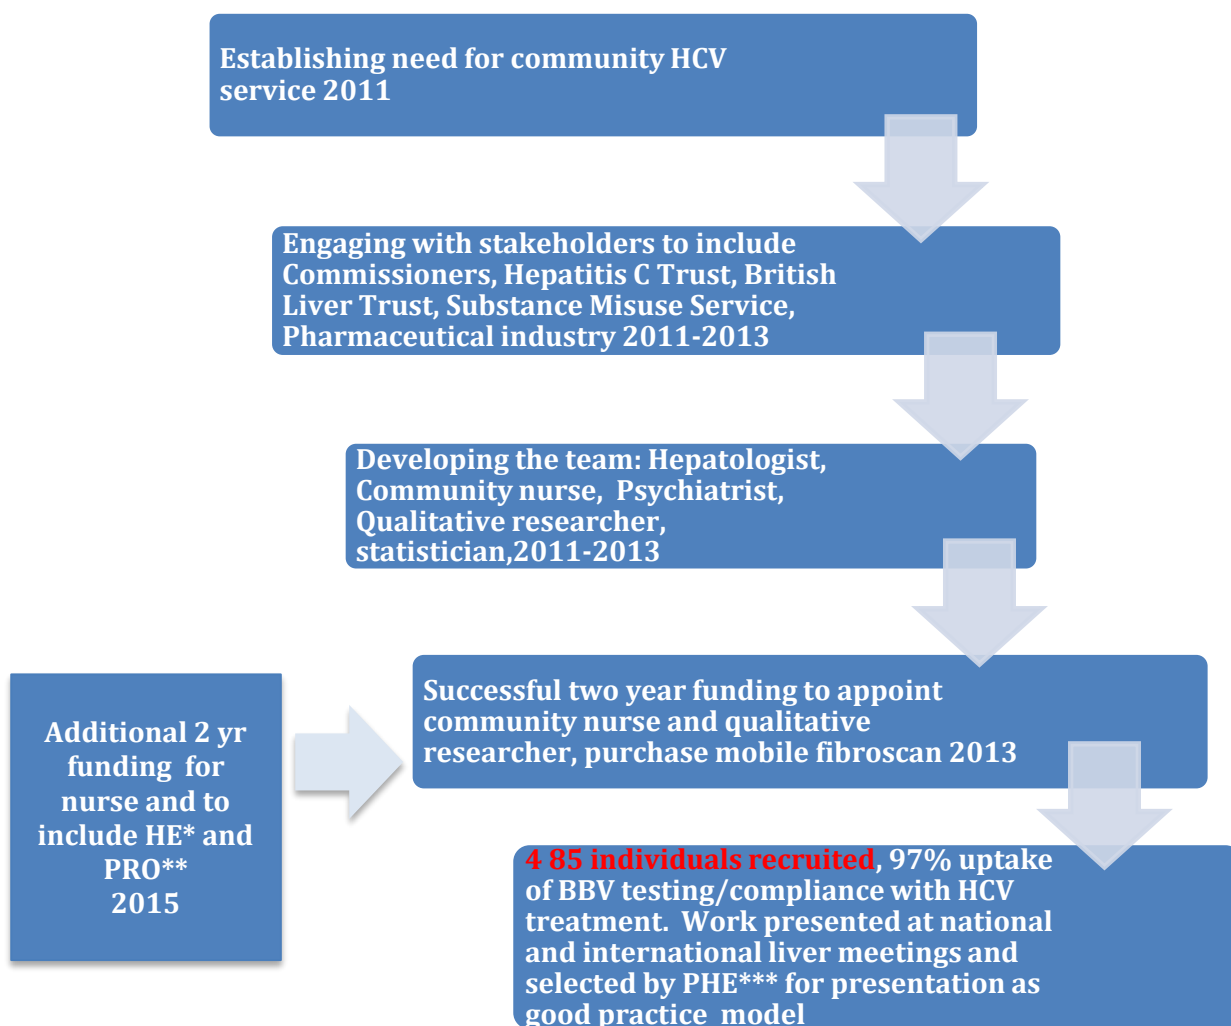 Establishing need for community HCV
service 2011
Engaging with stakeholders to include
Commissioners, Hepatitis C Trust, British
Liver Trust, Substance Misuse Service,
Pharmaceutical industry 2011-2013
Developing the team: Hepatologist,
Community nurse,  Psychiatrist,
Qualitative researcher,
statistician,2011-2013
Successful two year funding to appoint
community nurse and qualitative
researcher, purchase mobile fibroscan 2013
Additional 2 yr
funding  for
nurse and to
include HE* and
PRO**
2015
4 85 individuals recruited, 97% uptake
of BBV testing/compliance with HCV
treatment.  Work presented at national
and international liver meetings and
selected by PHE*** for presentation as
good practice  model